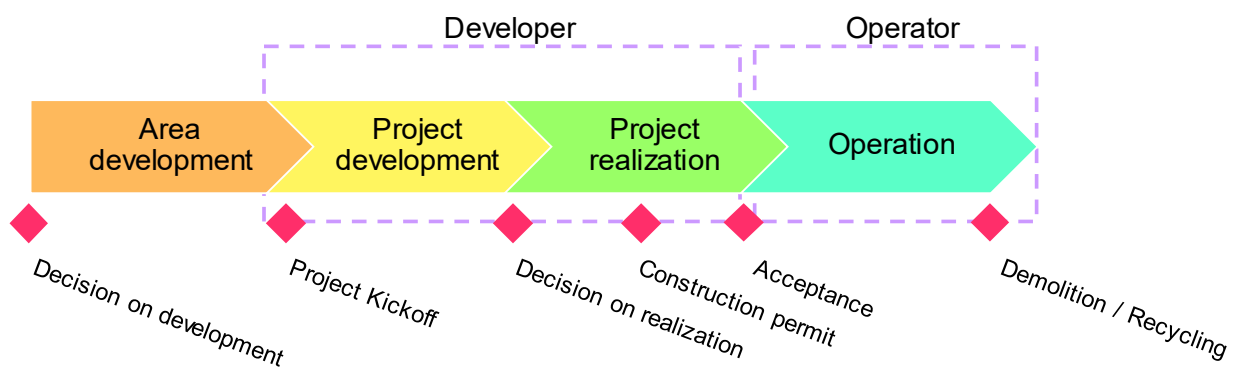 Developer
Operator
Area
development
Project
development
Project
realization
Operation
Decision on development
Project Kickoff
Decision on realization
Construction permit
Acceptance
Demolition / Recycling